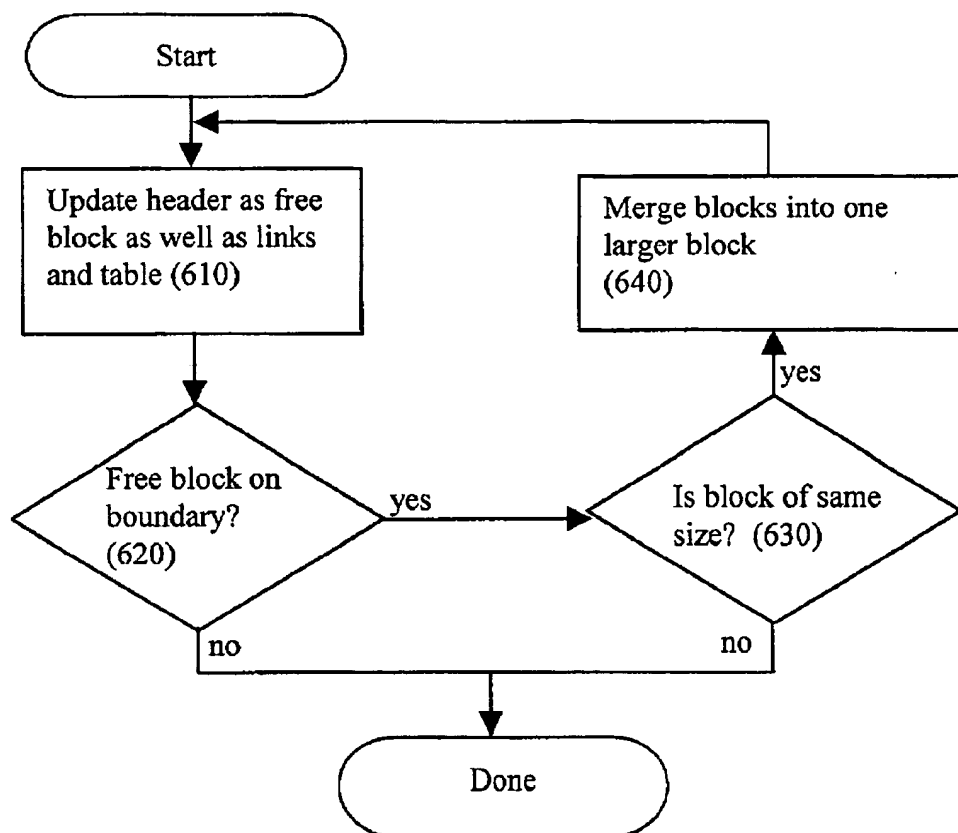 Start
Update header as free
block as well as links
and table (610)
Merge blocks into one
larger block
(640)
yes
Free block on
boundary?
(620)
yes
Is block of same
size? (630)
no
no
Done